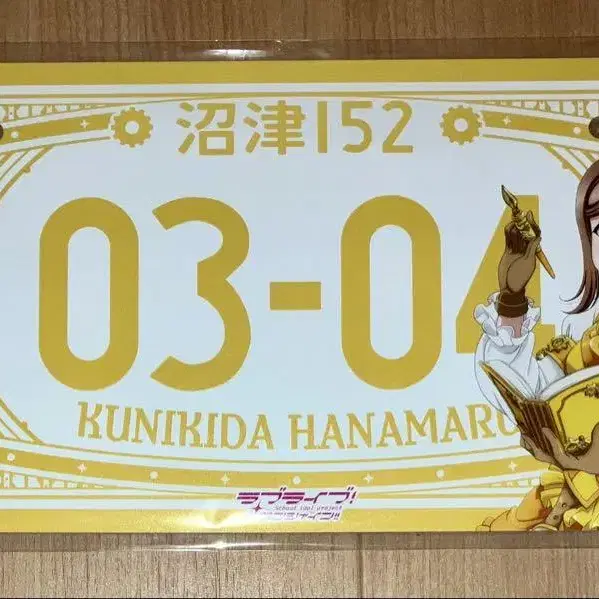 沼津152
03-04
KUNIKIDA HANAMARU
ラブライブ!
School idol project
サンシャイン!!